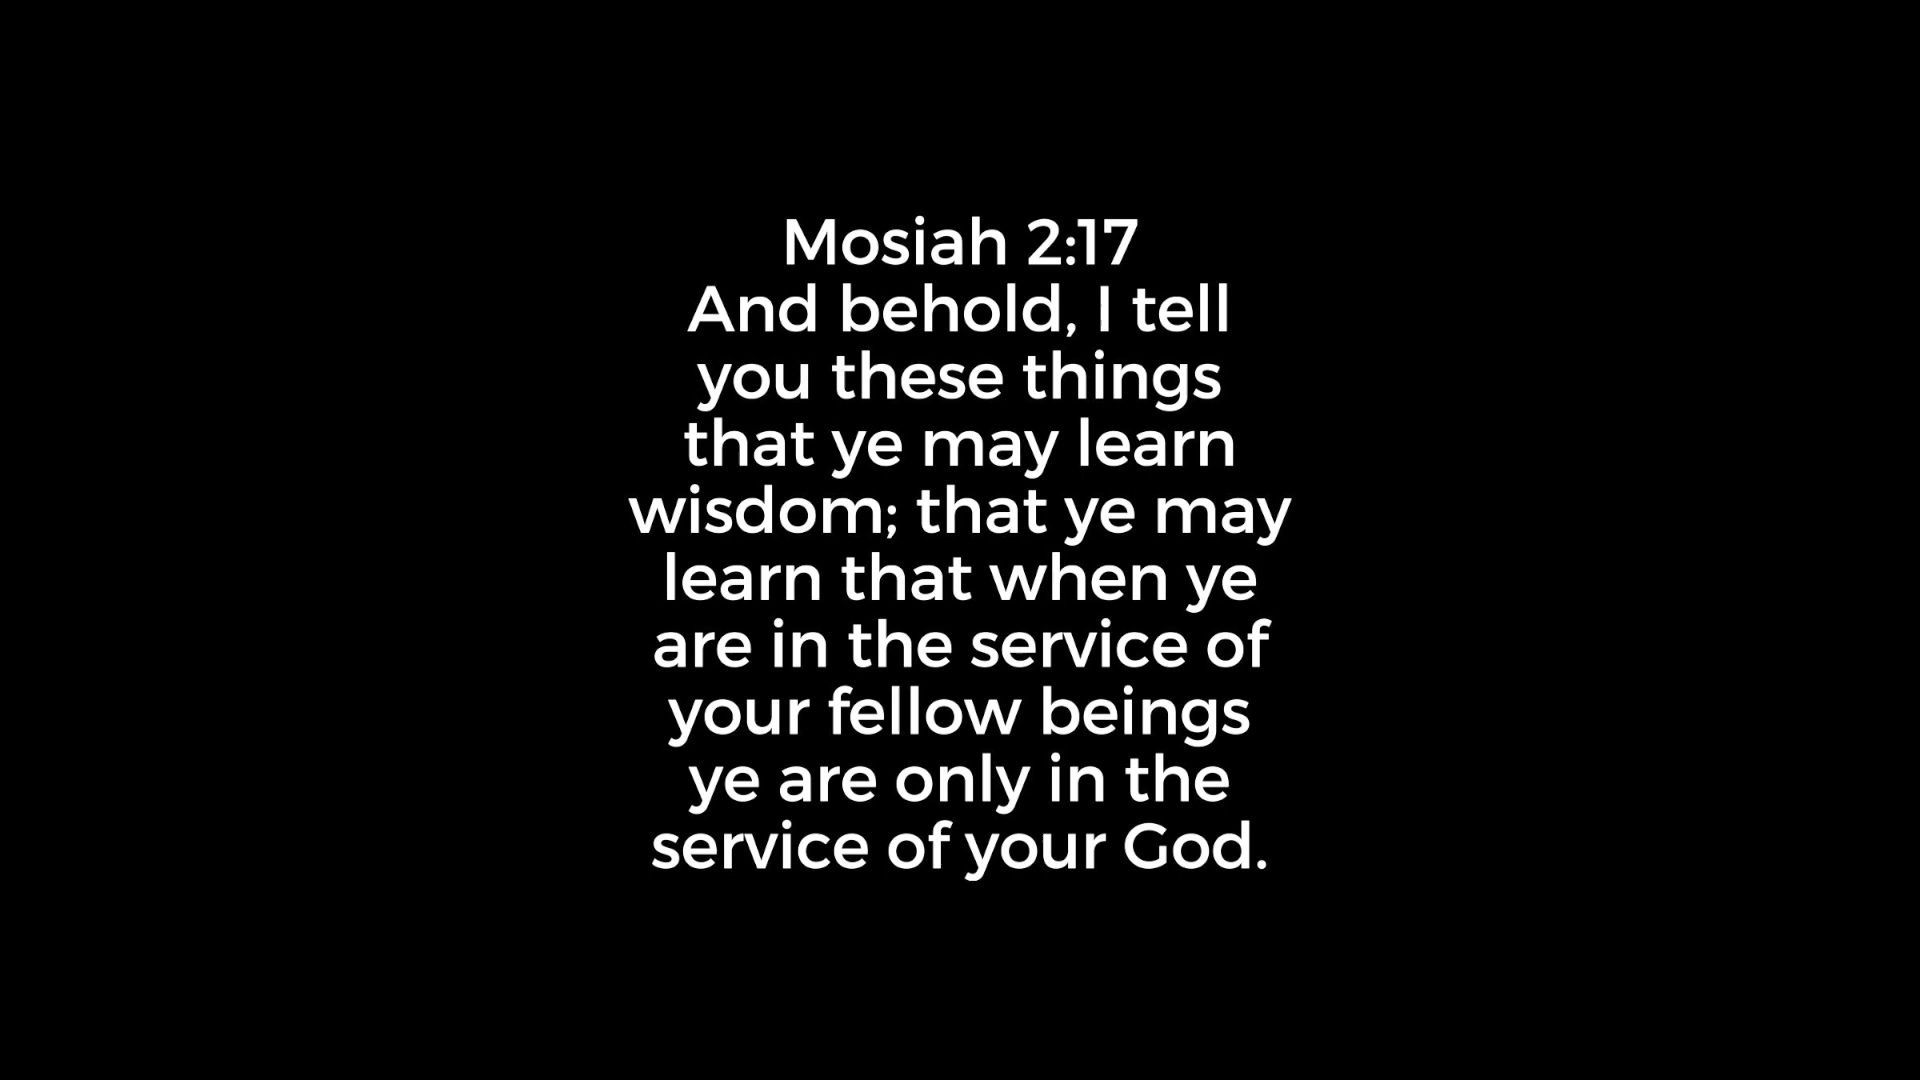 Mosiah 2:17
And behold, I tell
you these things
that ye may learn
wisdom; that ye may
learn that when ye
are in the service of
your fellow beings
ye are only in the
service of your God.